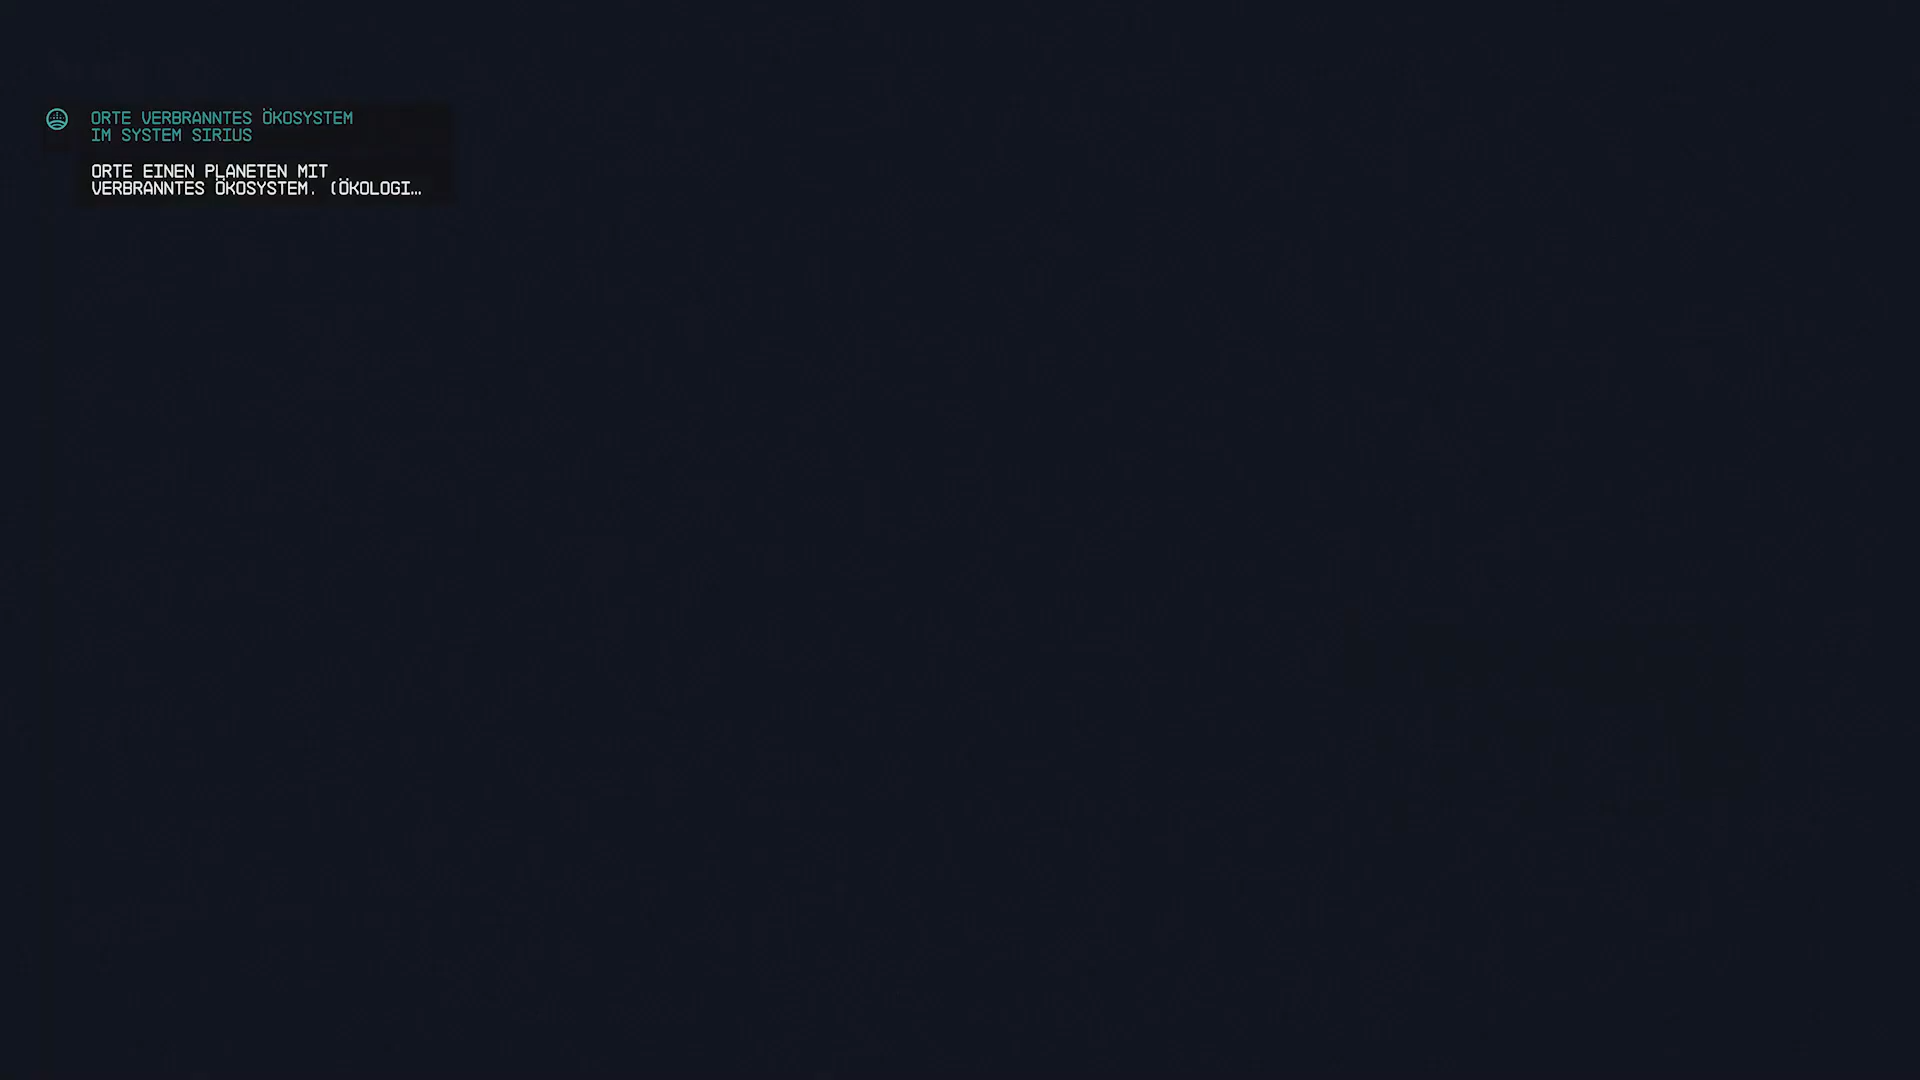 ORTE VERBRANNTES ÖKOSYSTEM
IM SYSTEM SIRIUS
ORTE EINEN PLANETEN MIT
VERBRANNTES ÖKOSYSTEM. (ÖKOLOGI…